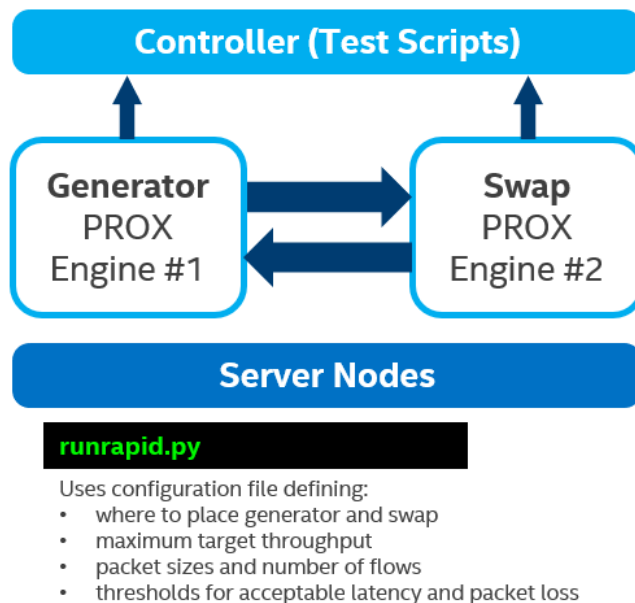 Controller (Test Scripts)
Generator
PROX
Engine #1
Swap
PROX
Engine #2
Server Nodes
runrapid.py
Uses configuration file defining:
• where to place generator and swap
• maximum target throughput
• packet sizes and number of flows
• thresholds for acceptable latency and packet loss